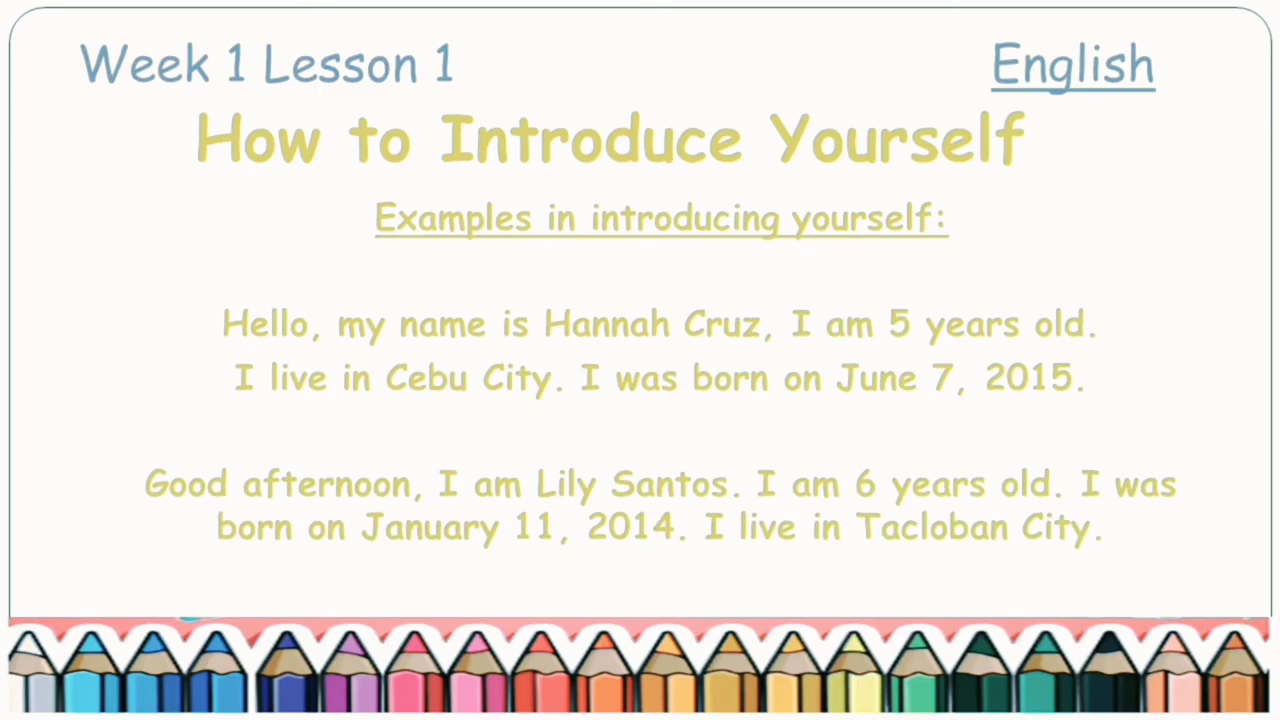 Week 1 Lesson 1 English
How to Introduce Yourself
Examples in introducing yourself:
Hello, my name is Hannah Cruz, I am 5 years old.
I live in Cebu City. I was born on June 7, 2015.
Good afternoon, I am Lily Santos. I am 6 years old. I was
born on January 11, 2014. I live in Tacloban City.